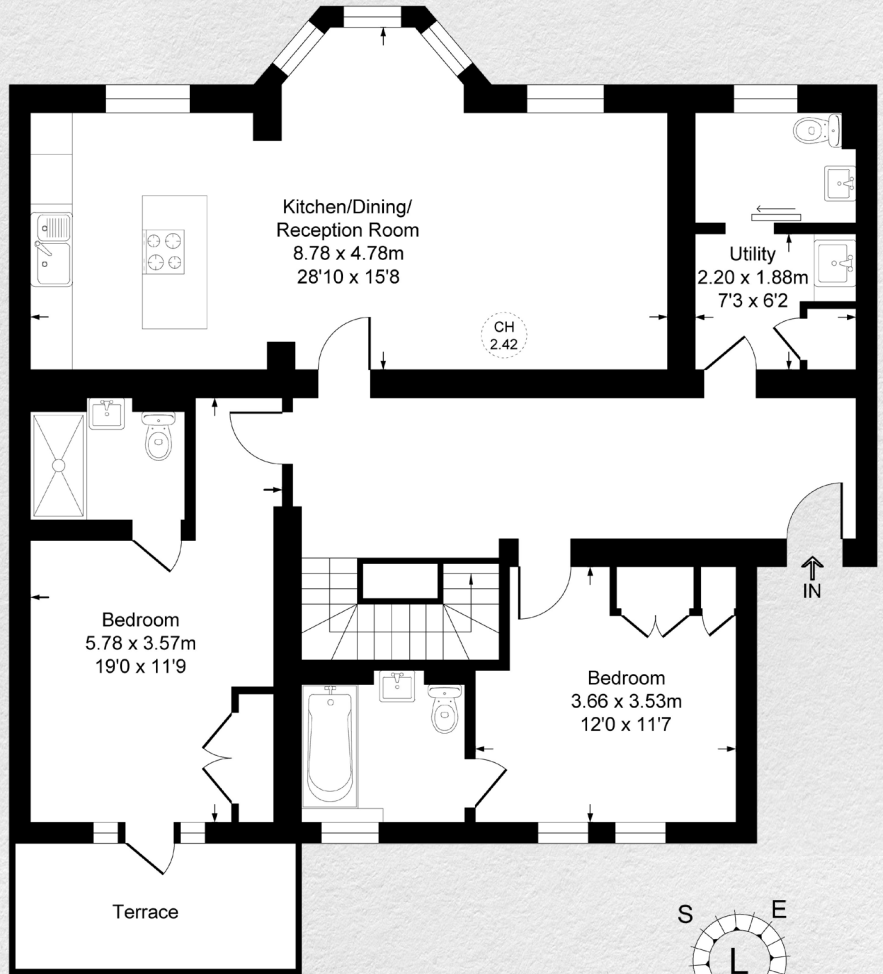 Kitchen/Dining/
Reception Room
8.78 x 4.78m
28'10 x 15'8
CH
2.42
Utility
2.20 x 1.88m
7'3 x 6'2
IN
Bedroom
5.78 x 3.57m
19'0 x 11'9
Bedroom
3.66 x 3.53m
12'0 x 11'7
Terrace
S
E
L